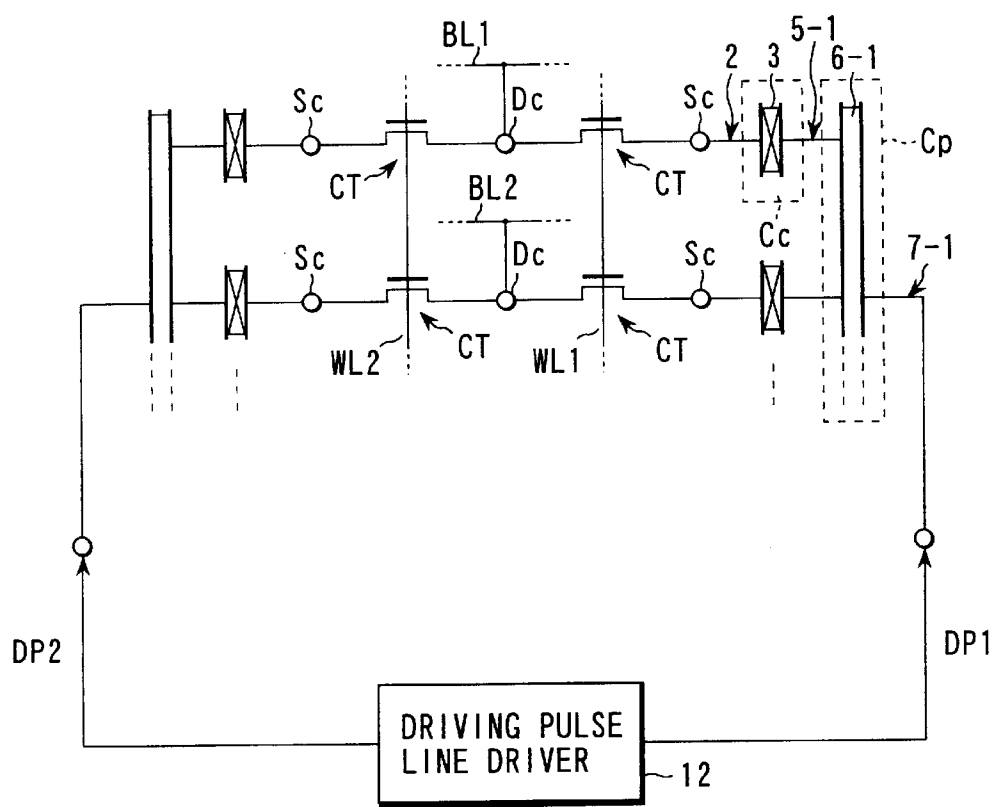 BL1
5-1
2
3
6-1
Sc
Dc
Sc
Cp
CT
CT
BL2
Cc
Sc
Dc
Sc
7-1
CT
CT
WL2
WL1
DP2
DP1
DRIVING PULSE
LINE DRIVER
12